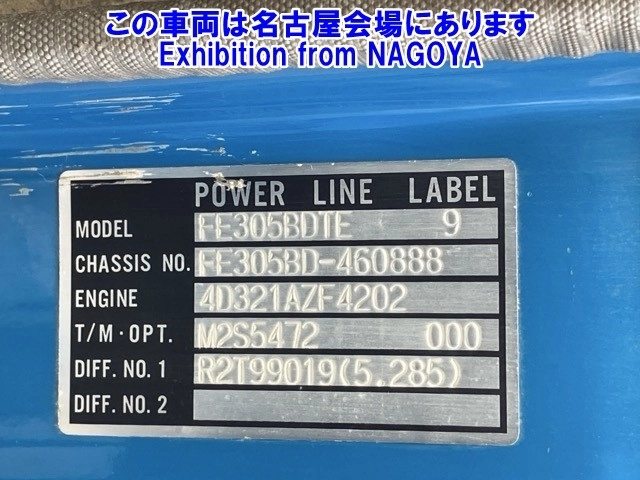 この車両は名古屋会場にあります
Exhibition from NAGOYA
POWER LINE LABEL
MODEL FE305BDTE 9
CHASSIS NO. FE305BD-460888
ENGINE 4D321AZF4202
T/M·OPT. M2S5472 000
DIFF. NO. 1 R2T99019(5.285)
DIFF. NO. 2